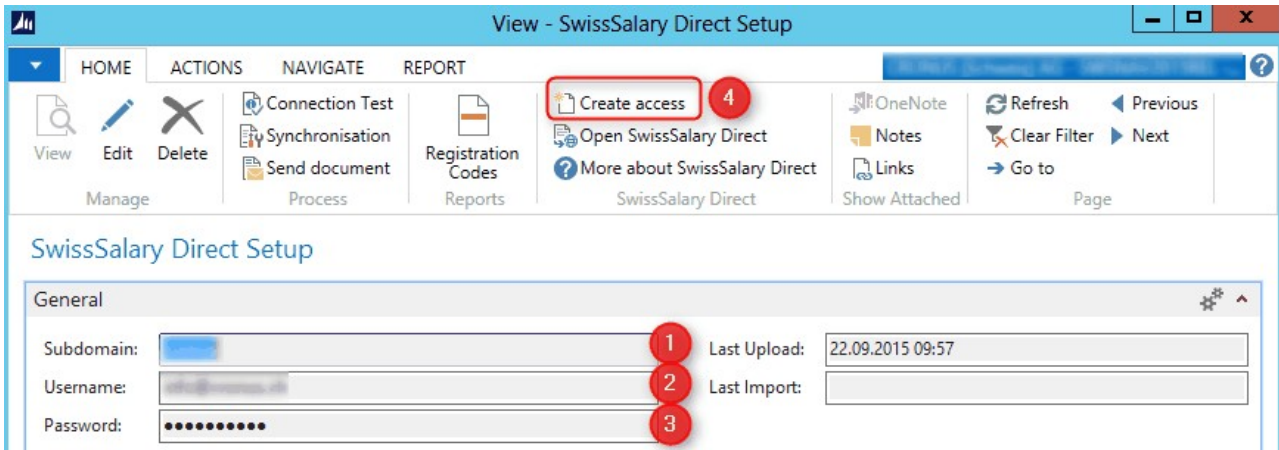 View - SwissSalary Direct Setup
HOME ACTIONS NAVIGATE REPORT
View
Edit
Delete
Manage
Connection Test
Synchronisation
Send document
Process
Registration
Codes
Reports
Create access 4
Open SwissSalary Direct
More about SwissSalary Direct
SwissSalary Direct
OneNote
Notes
Links
Show Attached
Refresh
Clear Filter
Go to
Previous
Next
Page
SwissSalary Direct Setup
General
Subdomain: 1
Username: 2
Password: •••••••••• 3
Last Upload: 22.09.2015 09:57
Last Import: